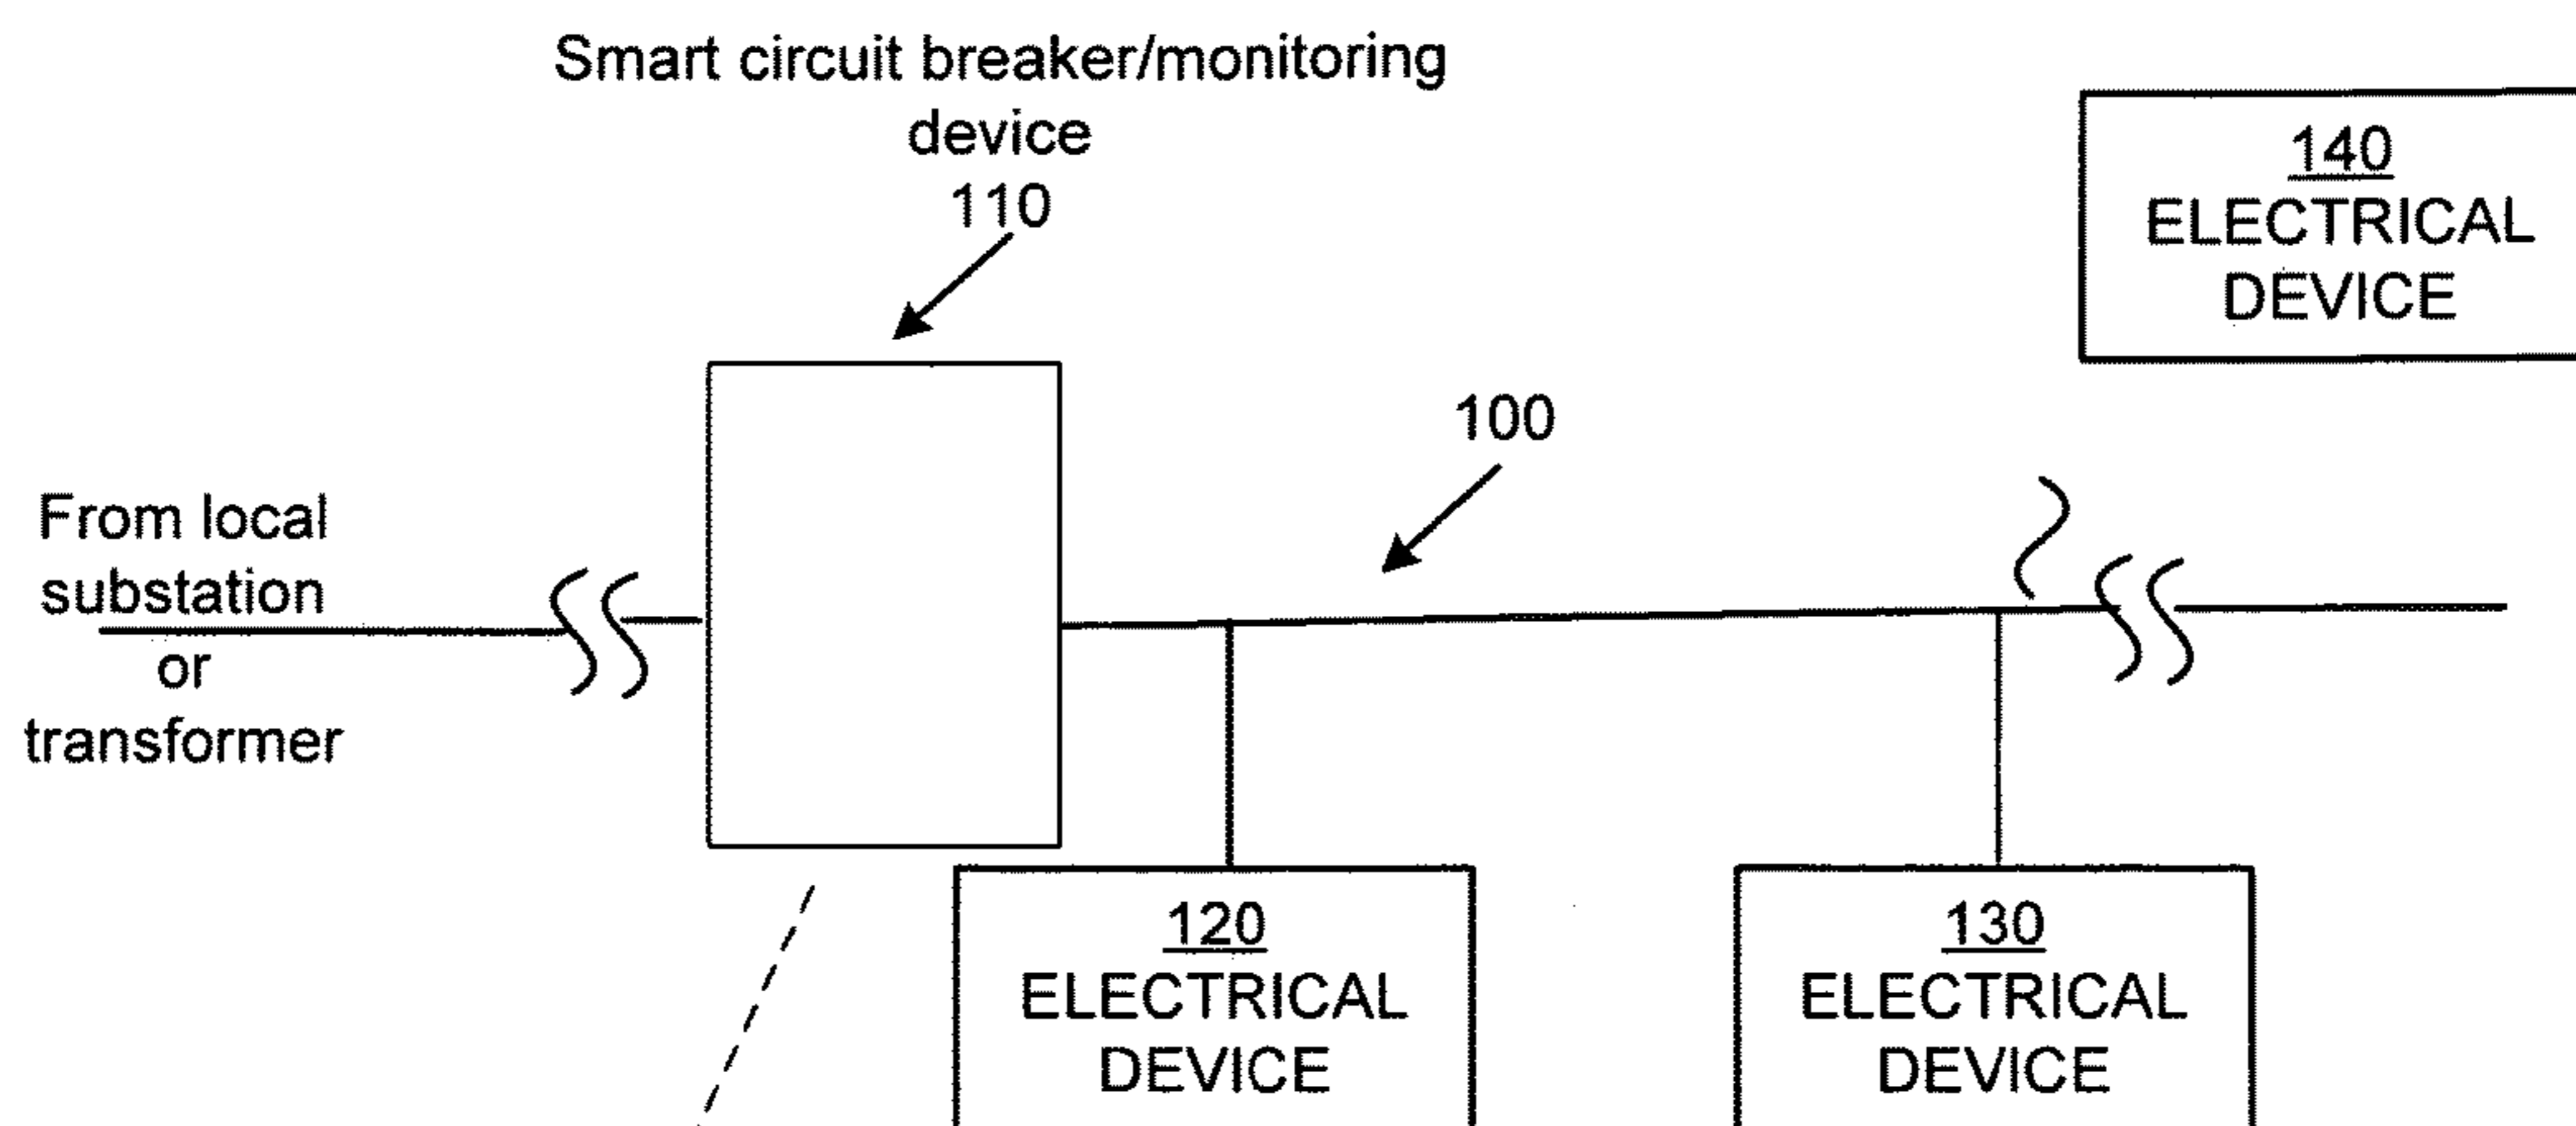 Smart circuit breaker/monitoring
device
110
140
ELECTRICAL
DEVICE
100
From local
substation
or
transformer
120
ELECTRICAL
DEVICE
130
ELECTRICAL
DEVICE